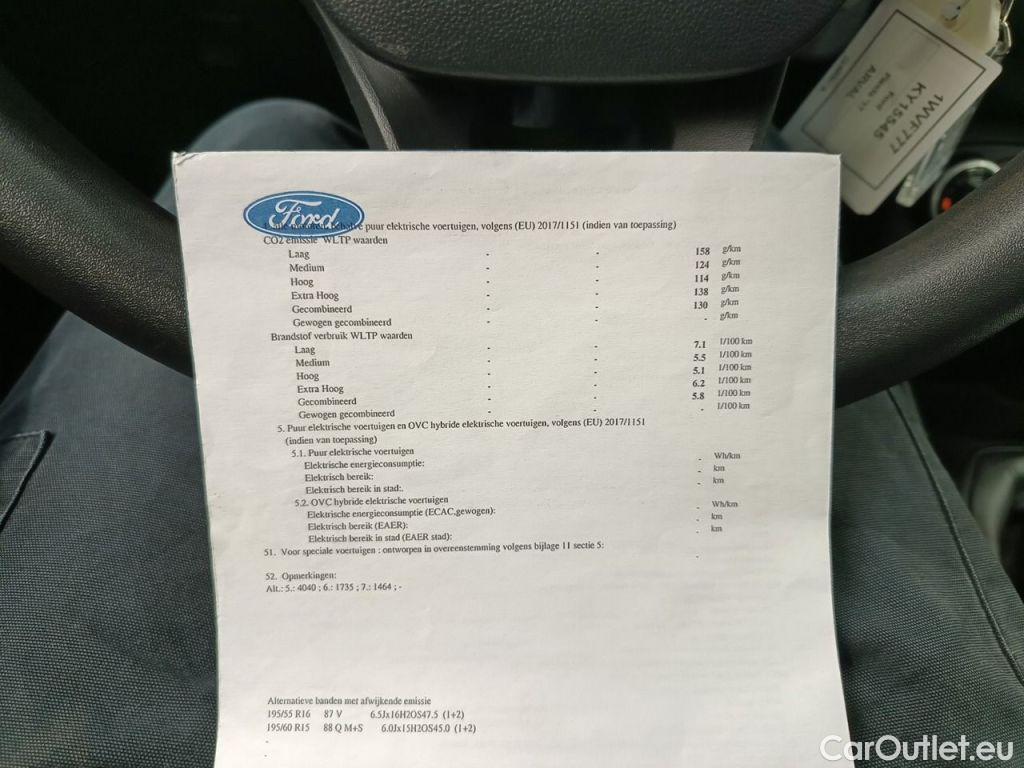 1WVF777
KY15545
Ford
Fiesta '17
ARVAL
Ford
puur elektrische voertuigen, volgens (EU) 2017/1151 (indien van toepassing)
CO2 emissie WLTP waarden
Laag - - 158 g/km
Medium - - 124 g/km
Hoog - - 114 g/km
Extra Hoog - - 138 g/km
Gecombineerd - - 130 g/km
Gewogen gecombineerd - - - g/km
Brandstof verbruik WLTP waarden
Laag - - 7.1 l/100 km
Medium - - 5.5 l/100 km
Hoog - - 5.1 l/100 km
Extra Hoog - - 6.2 l/100 km
Gecombineerd - - 5.8 l/100 km
Gewogen gecombineerd - - - l/100 km
5. Puur elektrische voertuigen en OVC hybride elektrische voertuigen, volgens (EU) 2017/1151
(indien van toepassing)
5.1. Puur elektrische voertuigen
Elektrische energieconsumptie: - Wh/km
Elektrisch bereik: - km
Elektrisch bereik in stad:. - km
5.2. OVC hybride elektrische voertuigen
Elektrische energieconsumptie (ECAC,gewogen): - Wh/km
Elektrisch bereik (EAER): - km
Elektrisch bereik in stad (EAER stad): - km
51. Voor speciale voertuigen : ontworpen in overeenstemming volgens bijlage 11 sectie 5: -
52. Opmerkingen:
Alt.: 5.: 4040 ; 6.: 1735 ; 7.: 1464 ; -
Alternatieve banden met afwijkende emissie
195/55 R16 87 V 6.5Jx16H2OS47.5 (1+2)
195/60 R15 88 Q M+S 6.0Jx15H2OS45.0 (1+2)
-
-
CarOutlet.eu